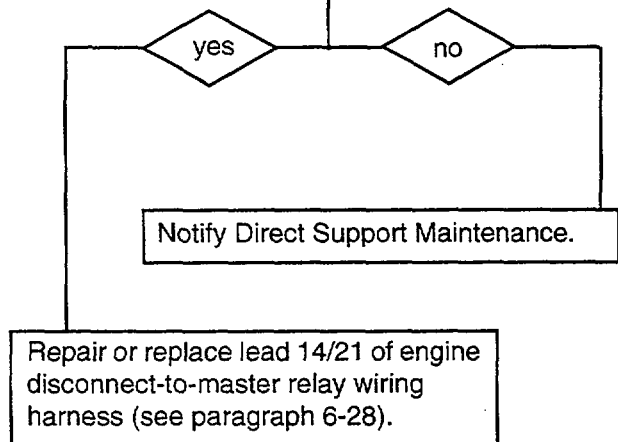 yes
no
Notify Direct Support Maintenance.
Repair or replace lead 14/21 of engine
disconnect-to-master relay wiring
harness (see paragraph 6-28).